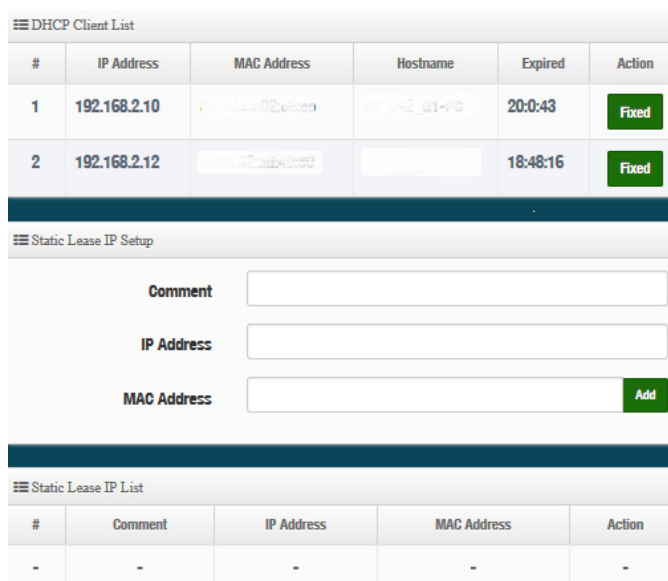 DHCP Client List
# IP Address MAC Address Hostname Expired Action
1 192.168.2.10 20:0:43 Fixed
2 192.168.2.12 18:48:16 Fixed
Static Lease IP Setup
Comment
IP Address
MAC Address Add
Static Lease IP List
# Comment IP Address MAC Address Action
- - - - -